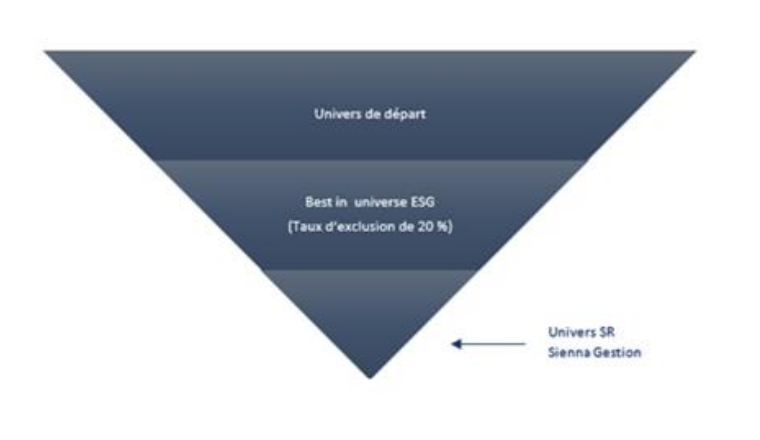 Univers de départ
Best in universe ESG
(Taux d'exclusion de 20 %)
Univers SR
Sienna Gestion